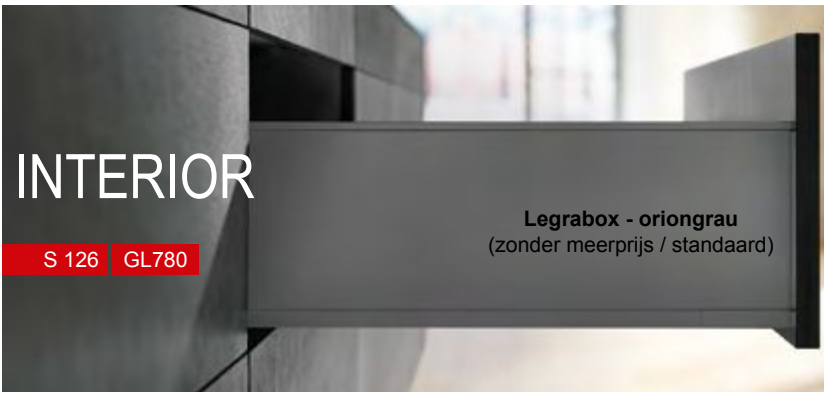 INTERIOR
Legrabox - oriongrau
(zonder meerprijs / standaard)
S 126 GL780